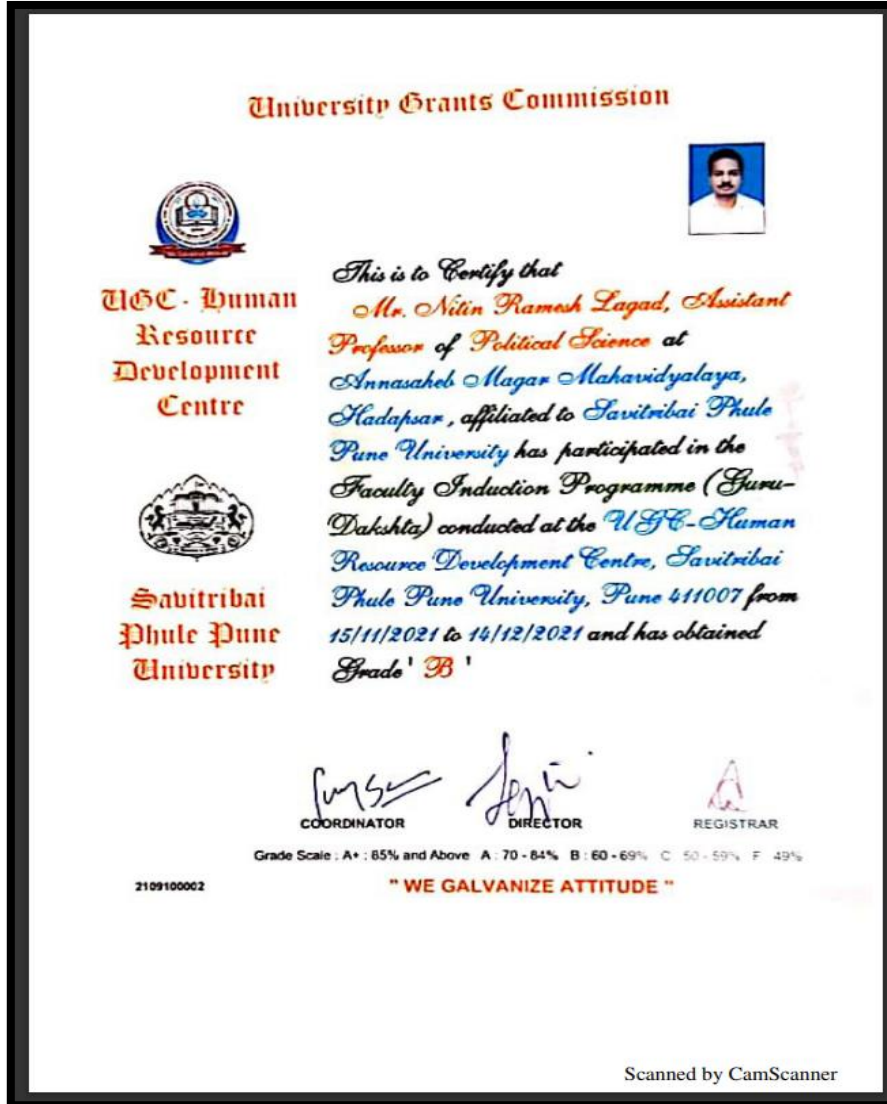 University Grants Commission
UGC - Human
Resource
Development
Centre
Savitribai
Phule Pune
University
This is to Certify that
Mr. Nitin Ramesh Lagad, Assistant
Professor of Political Science at
Annasaheb Magar Mahavidyalaya,
Hadapsar, affiliated to Savitribai Phule
Pune University has participated in the
Faculty Induction Programme (Guru-
Dakshta) conducted at the UGC-Human
Resource Development Centre, Savitribai
Phule Pune University, Pune 411007 from
15/11/2021 to 14/12/2021 and has obtained
Grade ' B '
COORDINATOR
DIRECTOR
REGISTRAR
Grade Scale : A+ : 85% and Above A : 70 - 84% B : 60 - 69% C 50 - 59% F 49%
2109100002
" WE GALVANIZE ATTITUDE "
Scanned by CamScanner